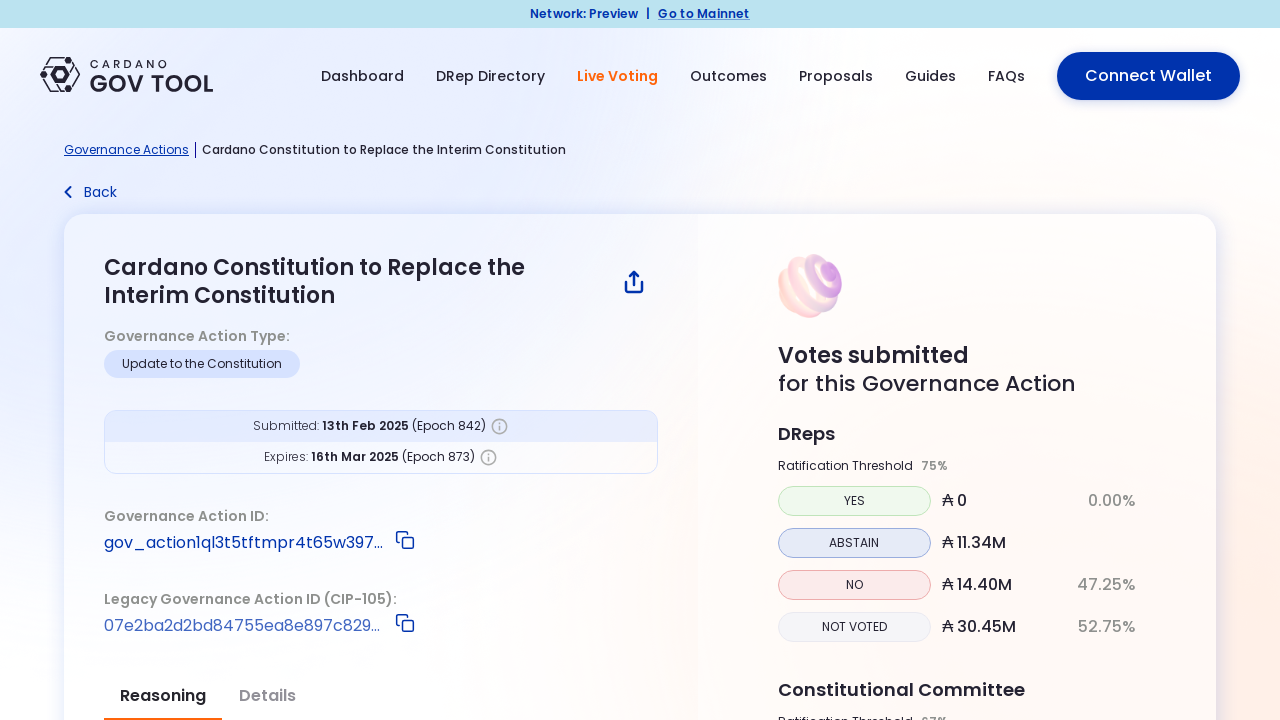 Network: Preview | Go to Mainnet
CARDANO
GOV TOOL
Dashboard
DRep Directory
Live Voting
Outcomes
Proposals
Guides
FAQs
Connect Wallet
Governance Actions | Cardano Constitution to Replace the Interim Constitution
Back
Cardano Constitution to Replace the
Interim Constitution
Governance Action Type:
Update to the Constitution
Submitted: 13th Feb 2025 (Epoch 842)
Expires: 16th Mar 2025 (Epoch 873)
Governance Action ID:
gov_action1ql3t5tftmpr4t65w397...
Legacy Governance Action ID (CIP-105):
07e2ba2d2bd84755ea8e897c829...
Reasoning
Details
Votes submitted
for this Governance Action
DReps
Ratification Threshold 75%
YES ₳ 0 0.00%
ABSTAIN ₳ 11.34M
NO ₳ 14.40M 47.25%
NOT VOTED ₳ 30.45M 52.75%
Constitutional Committee
Ratification Threshold 67%